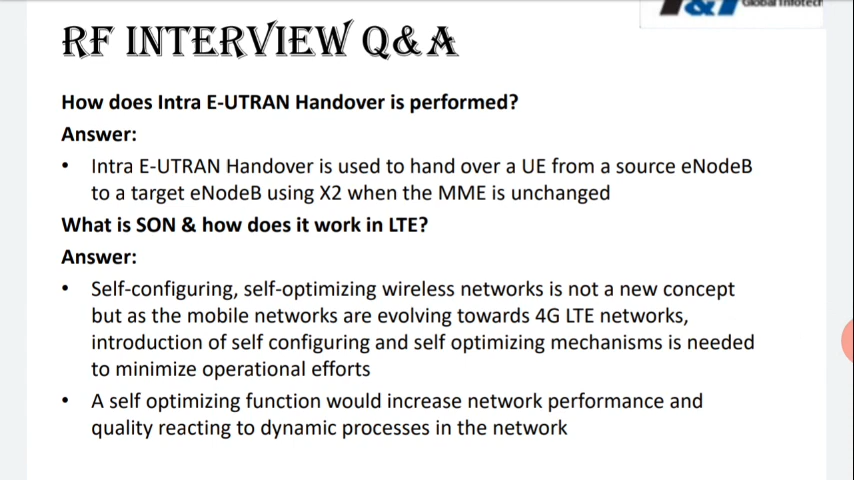 Global Infotech
RF INTERVIEW Q&A
How does Intra E-UTRAN Handover is performed?
Answer:
• Intra E-UTRAN Handover is used to hand over a UE from a source eNodeB
to a target eNodeB using X2 when the MME is unchanged
What is SON & how does it work in LTE?
Answer:
• Self-configuring, self-optimizing wireless networks is not a new concept
but as the mobile networks are evolving towards 4G LTE networks,
introduction of self configuring and self optimizing mechanisms is needed
to minimize operational efforts
• A self optimizing function would increase network performance and
quality reacting to dynamic processes in the network